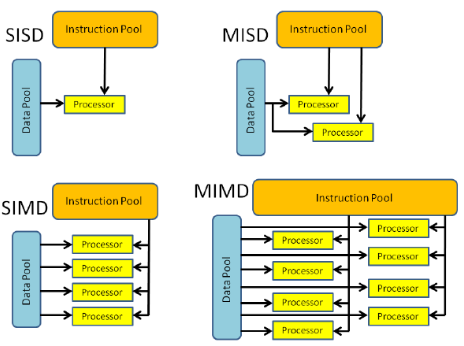 SISD
Instruction Pool
Data Pool
Processor
MISD
Instruction Pool
Data Pool
Processor
Processor
SIMD
Instruction Pool
Data Pool
Processor
Processor
Processor
Processor
MIMD
Instruction Pool
Data Pool
Processor
Processor
Processor
Processor
Processor
Processor
Processor
Processor